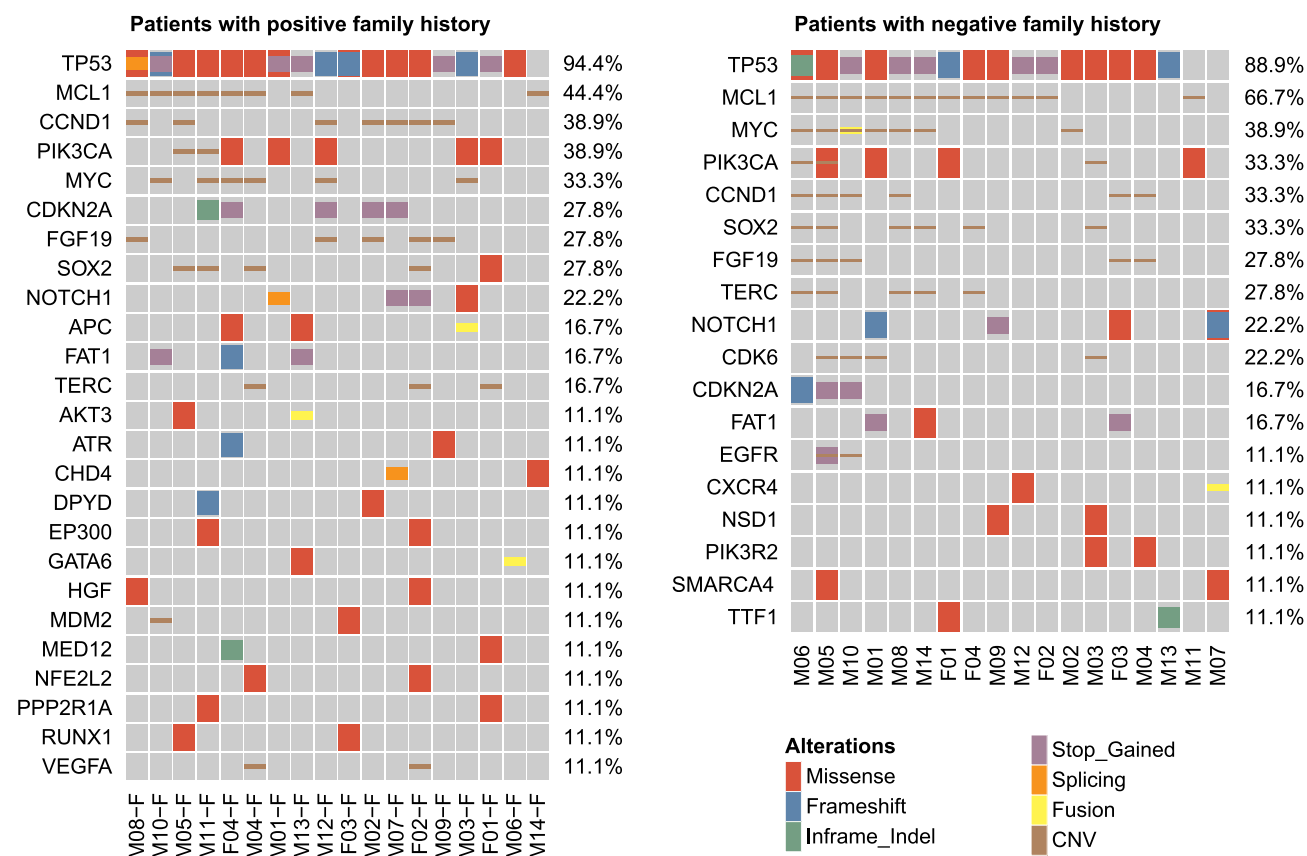 Patients with positive family history
TP53 94.4%
MCL1 44.4%
CCND1 38.9%
PIK3CA 38.9%
MYC 33.3%
CDKN2A 27.8%
FGF19 27.8%
SOX2 27.8%
NOTCH1 22.2%
APC 16.7%
FAT1 16.7%
TERC 16.7%
AKT3 11.1%
ATR 11.1%
CHD4 11.1%
DPYD 11.1%
EP300 11.1%
GATA6 11.1%
HGF 11.1%
MDM2 11.1%
MED12 11.1%
NFE2L2 11.1%
PPP2R1A 11.1%
RUNX1 11.1%
VEGFA 11.1%
M08−F M10−F M05−F M11−F F04−F M04−F M01−F M13−F M12−F F03−F M02−F M07−F F02−F M09−F M03−F F01−F M06−F M14−F
Patients with negative family history
TP53 88.9%
MCL1 66.7%
MYC 38.9%
PIK3CA 33.3%
CCND1 33.3%
SOX2 33.3%
FGF19 27.8%
TERC 27.8%
NOTCH1 22.2%
CDK6 22.2%
CDKN2A 16.7%
FAT1 16.7%
EGFR 11.1%
CXCR4 11.1%
NSD1 11.1%
PIK3R2 11.1%
SMARCA4 11.1%
TTF1 11.1%
M06 M05 M10 M01 M08 M14 F01 F04 M09 M12 F02 M02 M03 F03 M04 M13 M11 M07
Alterations
Missense
Frameshift
Inframe_Indel
Stop_Gained
Splicing
Fusion
CNV